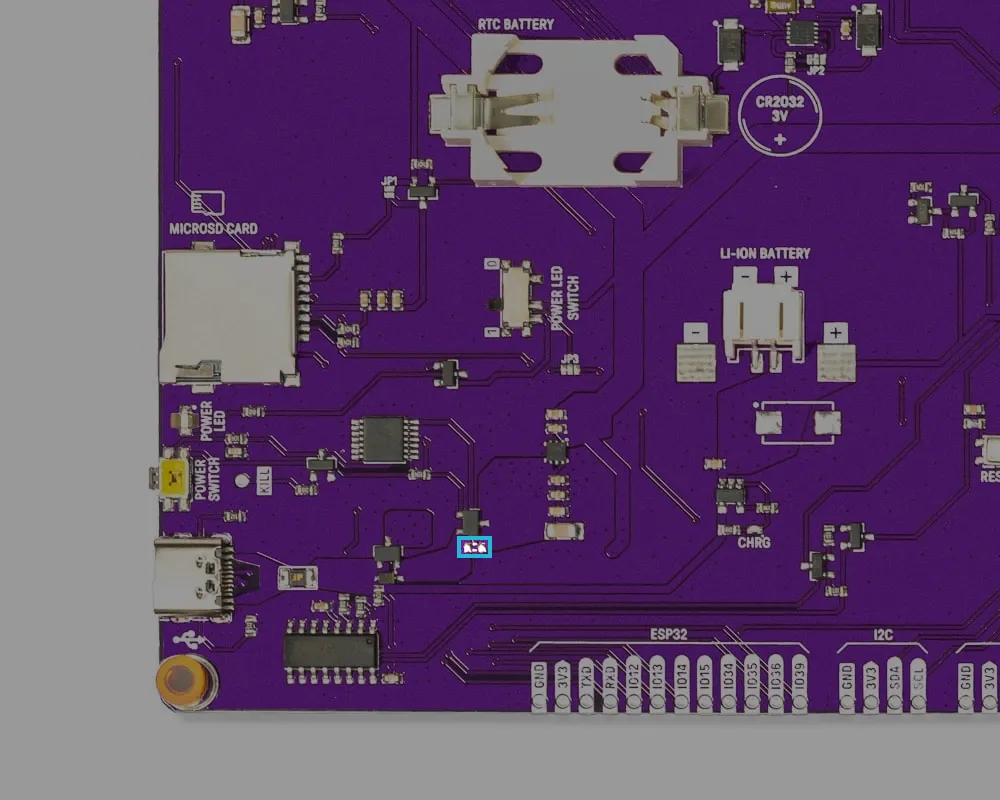 RTC BATTERY
JP2
CR2032
3V
+
JP1
MICROSD CARD
LI-ION BATTERY
- +
0
POWER LED
SWITCH
1
- +
JP3
POWER
LED
POWER
SWITCH
KILL
RES
CHRG
ESP32
I2C
GND
3V3
TXD
RXD
IO12
IO13
IO14
IO15
IO34
IO35
IO36
IO39
GND
3V3
SDA
SCL
GND
3V3